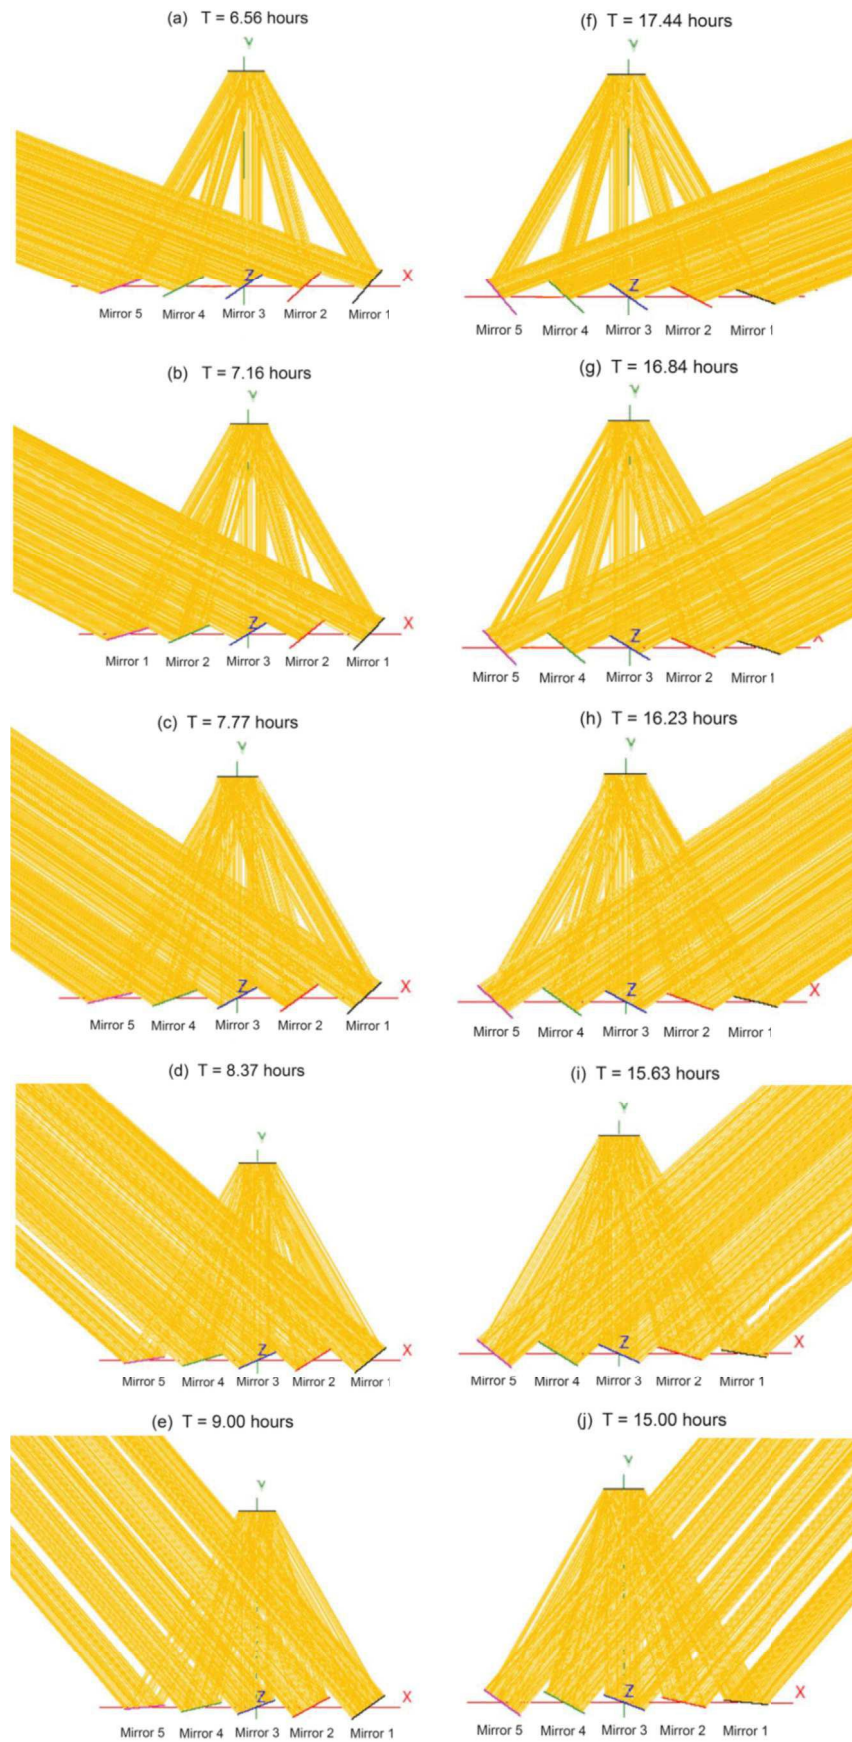 (a) T = 6.56 hours
(f) T = 17.44 hours
Y
Y
Z
X
Z
Mirror 5 Mirror 4 Mirror 3 Mirror 2 Mirror 1
Mirror 5 Mirror 4 Mirror 3 Mirror 2 Mirror 1
(b) T = 7.16 hours
(g) T = 16.84 hours
Y
Y
Z
X
Z
X
Mirror 1 Mirror 2 Mirror 3 Mirror 2 Mirror 1
Mirror 5 Mirror 4 Mirror 3 Mirror 2 Mirror 1
(c) T = 7.77 hours
(h) T = 16.23 hours
Y
Y
Z
X
Z
X
Mirror 5 Mirror 4 Mirror 3 Mirror 2 Mirror 1
Mirror 5 Mirror 4 Mirror 3 Mirror 2 Mirror 1
(d) T = 8.37 hours
(i) T = 15.63 hours
Y
Y
Z
X
Z
X
Mirror 5 Mirror 4 Mirror 3 Mirror 2 Mirror 1
Mirror 5 Mirror 4 Mirror 3 Mirror 2 Mirror 1
(e) T = 9.00 hours
(j) T = 15.00 hours
Y
Y
Z
X
Z
X
Mirror 5 Mirror 4 Mirror 3 Mirror 2 Mirror 1
Mirror 5 Mirror 4 Mirror 3 Mirror 2 Mirror 1